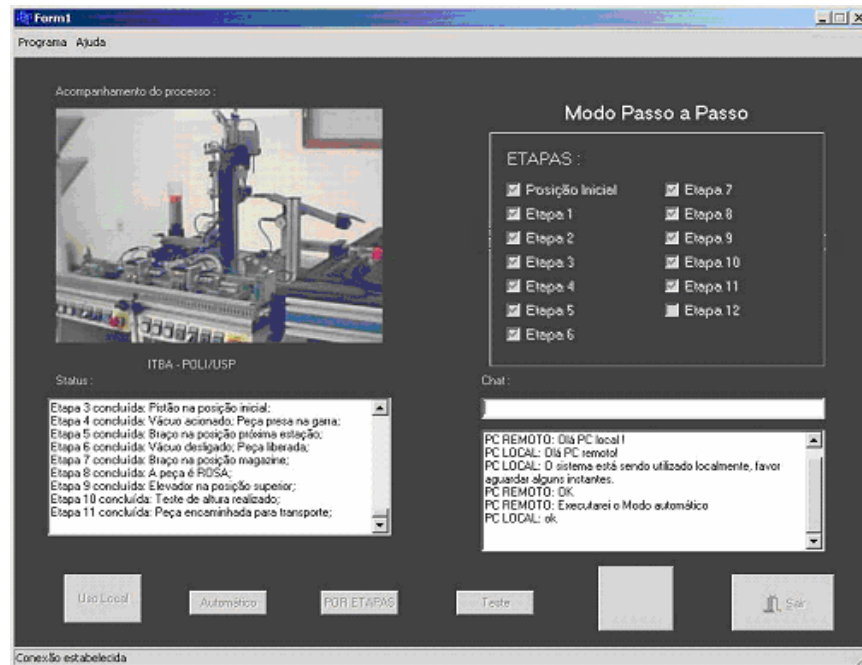 Form1
Programa Ajuda
Acompanhamento do processo :
ITBA - POLI/USP
Modo Passo a Passo
ETAPAS :
Posição Inicial
Etapa 1
Etapa 2
Etapa 3
Etapa 4
Etapa 5
Etapa 6
Etapa 7
Etapa 8
Etapa 9
Etapa 10
Etapa 11
Etapa 12
Status :
Etapa 3 concluída: Pistão na posição inicial;
Etapa 4 concluída: Vácuo acionado; Peça presa na garra;
Etapa 5 concluída: Braço na posição próxima estação;
Etapa 6 concluída: Vácuo desligado; Peça liberada;
Etapa 7 concluída: Braço na posição magazine;
Etapa 8 concluída: A peça é ROSA;
Etapa 9 concluída: Elevador na posição superior;
Etapa 10 concluída: Teste de altura realizado;
Etapa 11 concluída: Peça encaminhada para transporte;
Chat :
PC REMOTO: Olá PC local !
PC LOCAL: Olá PC remoto!
PC LOCAL: O sistema está sendo utilizado localmente, favor
aguardar alguns instantes.
PC REMOTO: OK
PC REMOTO: Executarei o Modo automático
PC LOCAL: ok
Uso Local
Automático
POR ETAPAS
Teste
Sair
Conexão estabelecida